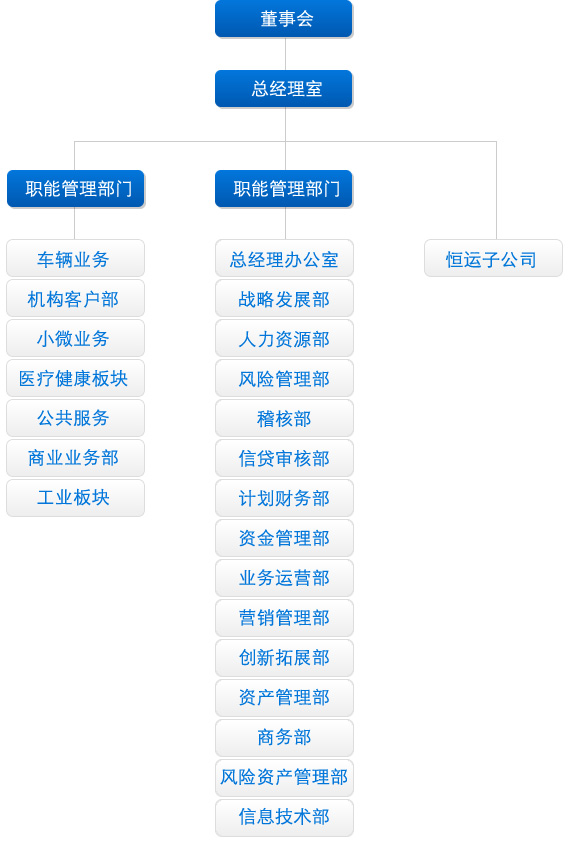 董事会
总经理室
职能管理部门
职能管理部门
车辆业务
总经理办公室
恒运子公司
机构客户部
战略发展部
小微业务
人力资源部
医疗健康板块
风险管理部
公共服务
稽核部
商业业务部
信贷审核部
工业板块
计划财务部
资金管理部
业务运营部
营销管理部
创新拓展部
资产管理部
商务部
风险资产管理部
信息技术部